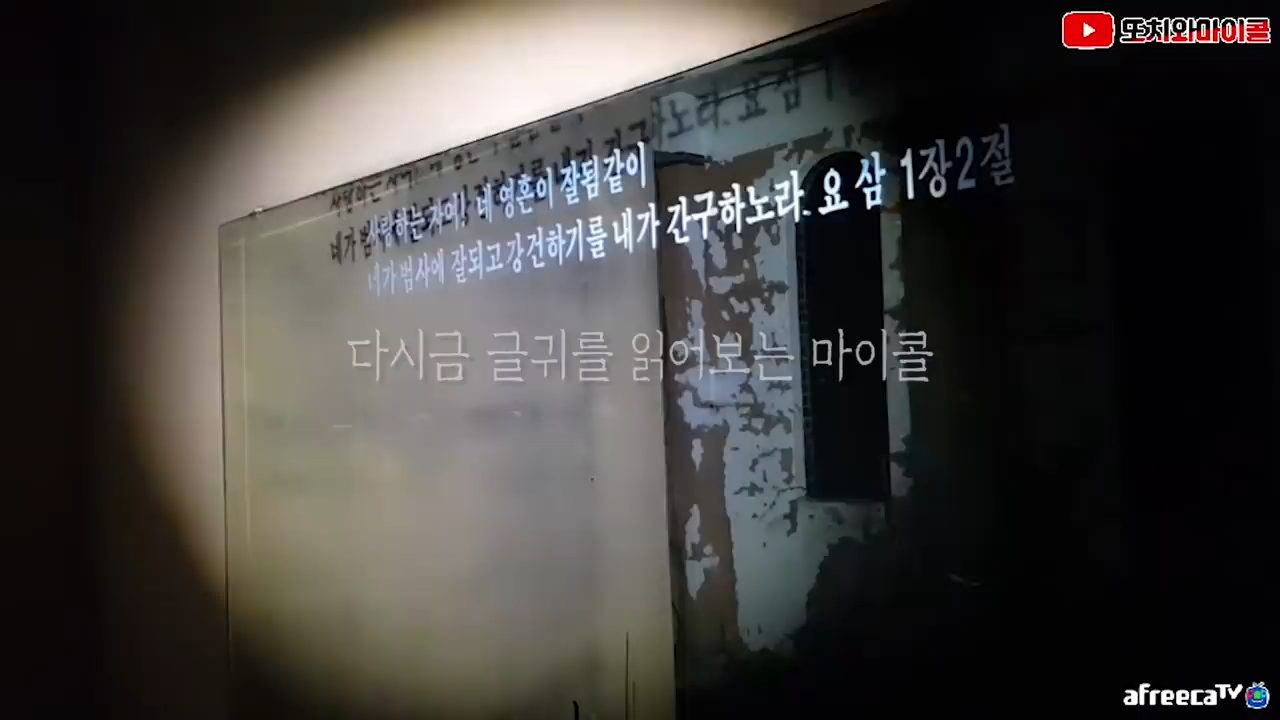 또치와마이콜
사랑하는 자여! 네 영혼이 잘됨같이
네가 범사에 잘되고 강건하기를 내가 간구하노라. 요 삼 1장2절
다시금 글귀를 읽어보는 마이콜
afreecaTV